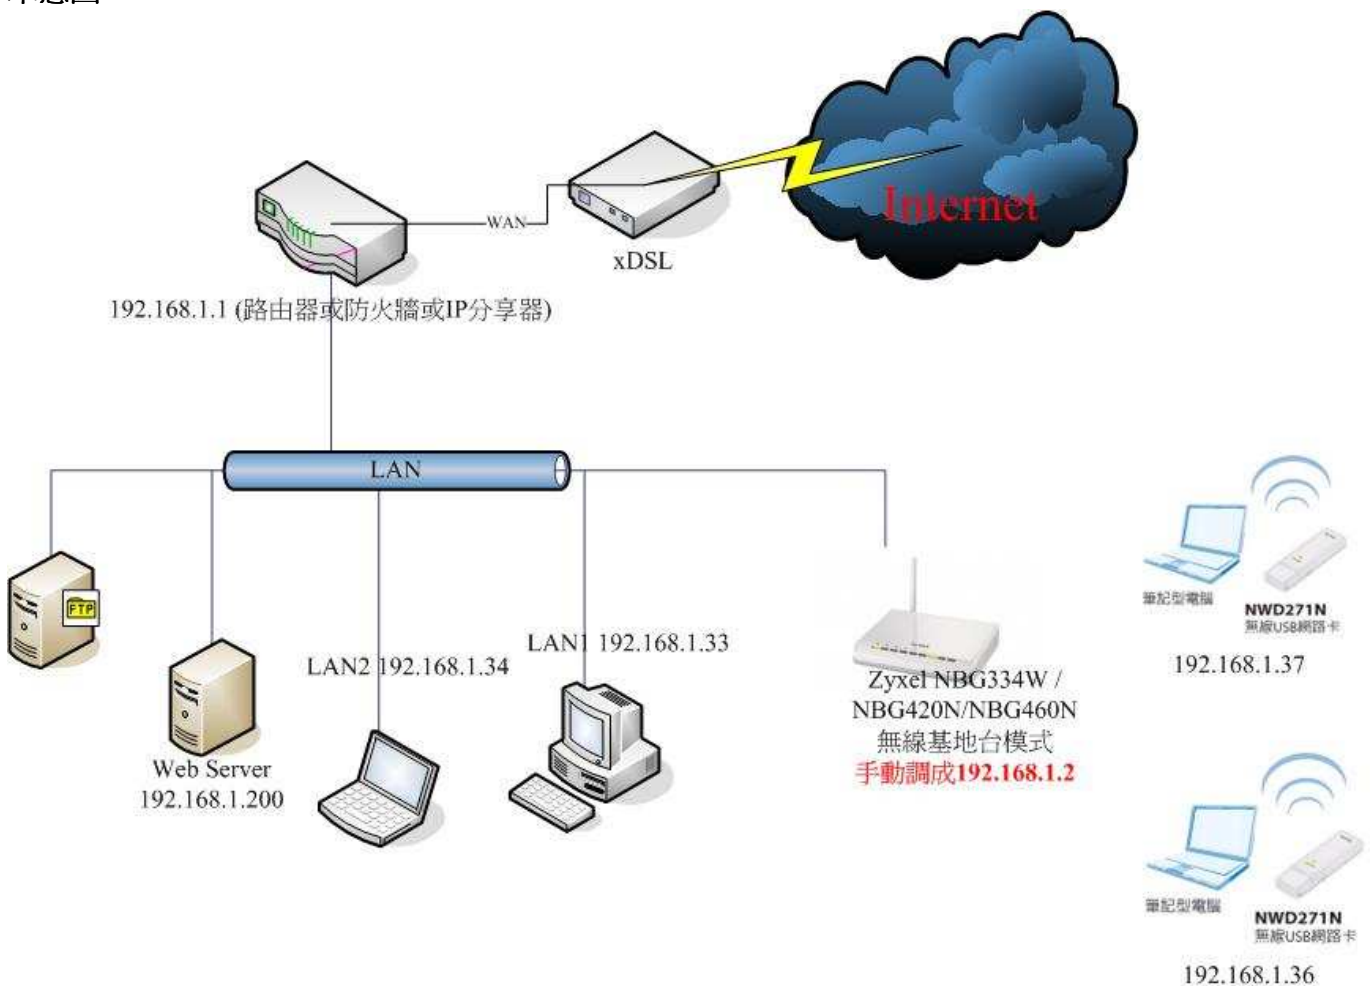 示意圖
Internet
WAN
xDSL
192.168.1.1 (路由器或防火牆或IP分享器)
LAN
FTP
LAN2 192.168.1.34
LAN1 192.168.1.33
Web Server
192.168.1.200
Zyxel NBG334W /
NBG420N/NBG460N
無線基地台模式
手動調成192.168.1.2
筆記型電腦
NWD271N
無線USB網路卡
192.168.1.37
筆記型電腦
NWD271N
無線USB網路卡
192.168.1.36